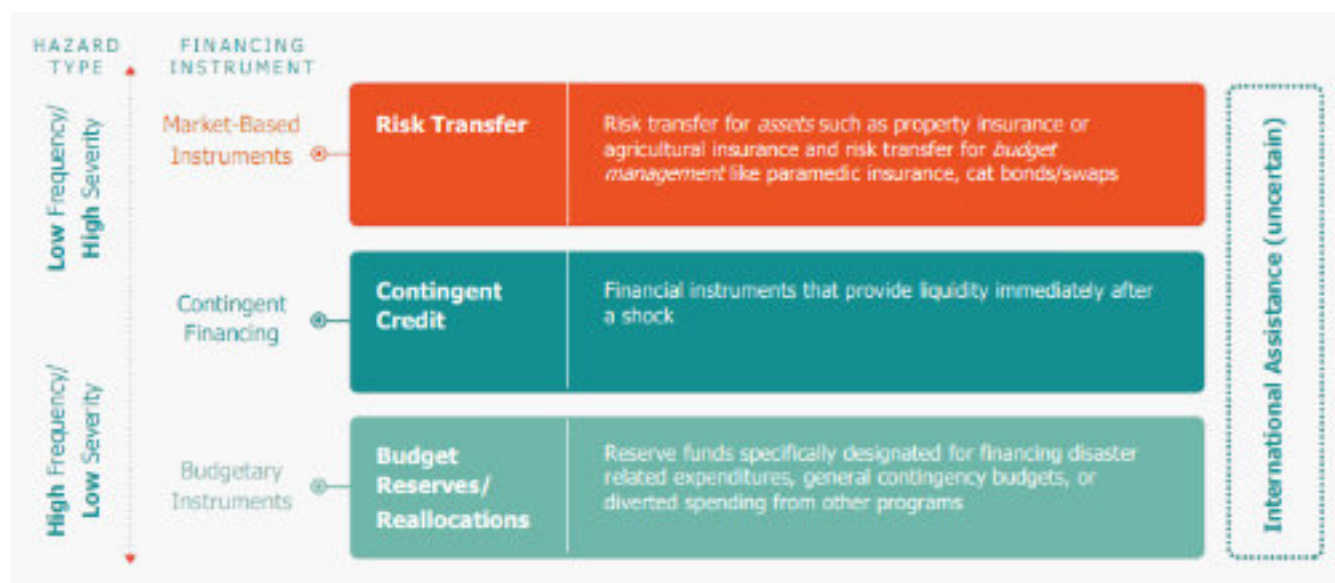 HAZARD
TYPE
FINANCING
INSTRUMENT
Low Frequency/
High Severity
High Frequency/
Low Severity
Market-Based
Instruments
Risk Transfer
Risk transfer for assets such as property insurance or
agricultural insurance and risk transfer for budget
management like paramedic insurance, cat bonds/swaps
Contingent
Financing
Contingent
Credit
Financial instruments that provide liquidity immediately after
a shock
Budgetary
Instruments
Budget
Reserves/
Reallocations
Reserve funds specifically designated for financing disaster
related expenditures, general contingency budgets, or
diverted spending from other programs
International Assistance (uncertain)